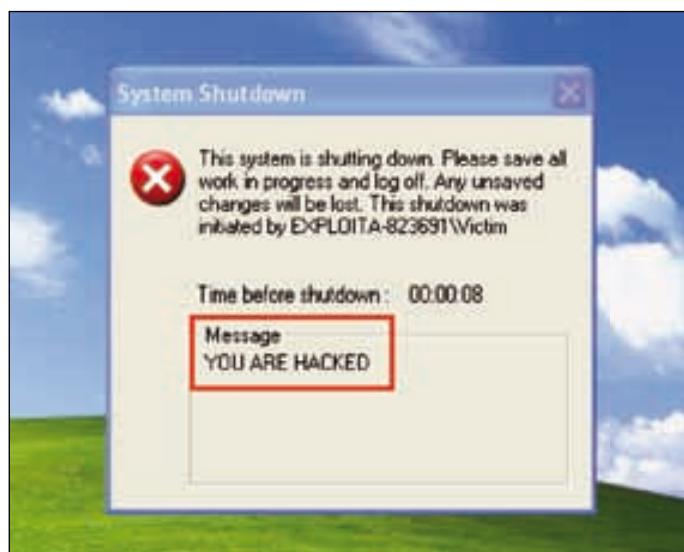 System Shutdown
This system is shutting down. Please save all
work in progress and log off. Any unsaved
changes will be lost. This shutdown was
initiated by EXPLOITA-823691\Victim
Time before shutdown : 00:00:08
Message
YOU ARE HACKED